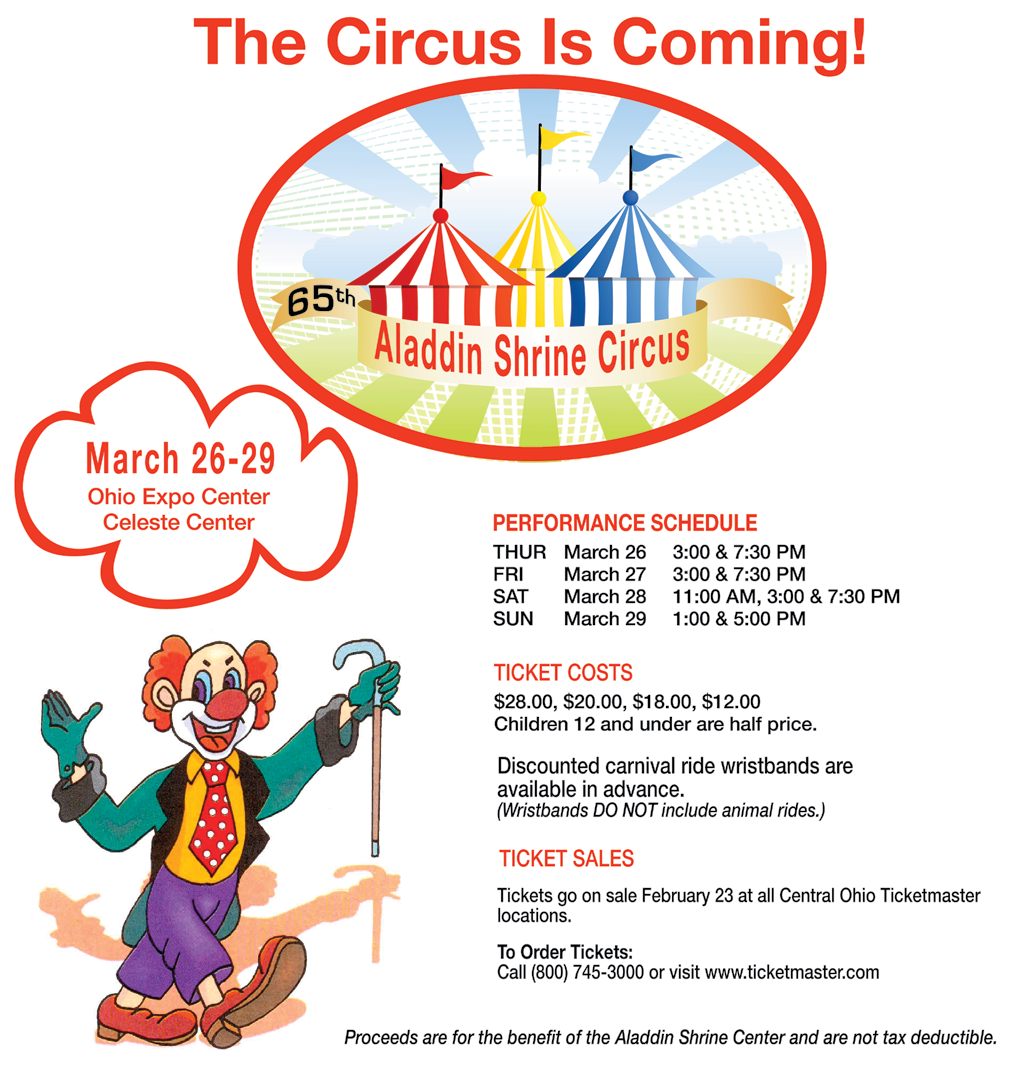 The Circus Is Coming!
65th
Aladdin Shrine Circus
March 26-29
Ohio Expo Center
Celeste Center
PERFORMANCE SCHEDULE
THUR March 26 3:00 & 7:30 PM
FRI March 27 3:00 & 7:30 PM
SAT March 28 11:00 AM, 3:00 & 7:30 PM
SUN March 29 1:00 & 5:00 PM
TICKET COSTS
$28.00, $20.00, $18.00, $12.00
Children 12 and under are half price.
Discounted carnival ride wristbands are
available in advance.
(Wristbands DO NOT include animal rides.)
TICKET SALES
Tickets go on sale February 23 at all Central Ohio Ticketmaster
locations.
To Order Tickets:
Call (800) 745-3000 or visit www.ticketmaster.com
Proceeds are for the benefit of the Aladdin Shrine Center and are not tax deductible.